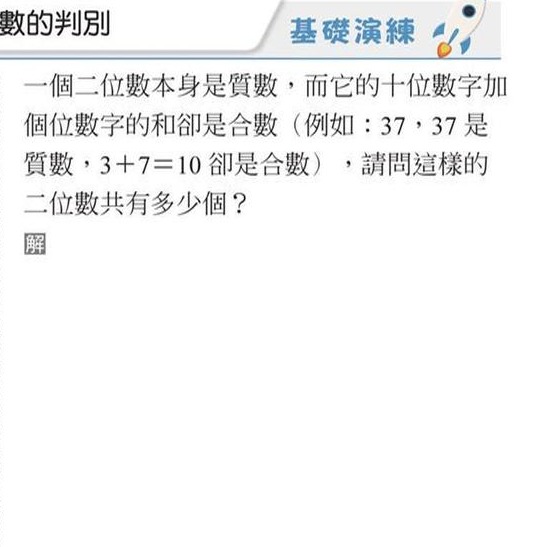 數的判別
基礎演練
一個二位數本身是質數，而它的十位數字加
個位數字的和卻是合數（例如：37，37 是
質數，3＋7＝10 卻是合數），請問這樣的
二位數共有多少個？
解